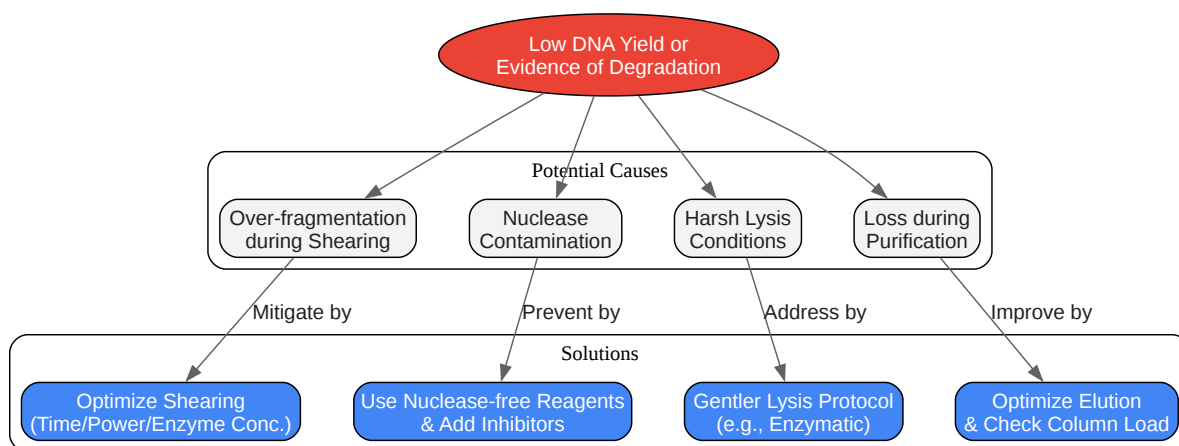 Low DNA Yield or
Evidence of Degradation
Potential Causes
Over-fragmentation
during Shearing
Nuclease
Contamination
Harsh Lysis
Conditions
Loss during
Purification
Mitigate by
Prevent by
Address by
Improve by
Solutions
Optimize Shearing
(Time/Power/Enzyme Conc.)
Use Nuclease-free Reagents
& Add Inhibitors
Gentler Lysis Protocol
(e.g., Enzymatic)
Optimize Elution
& Check Column Load